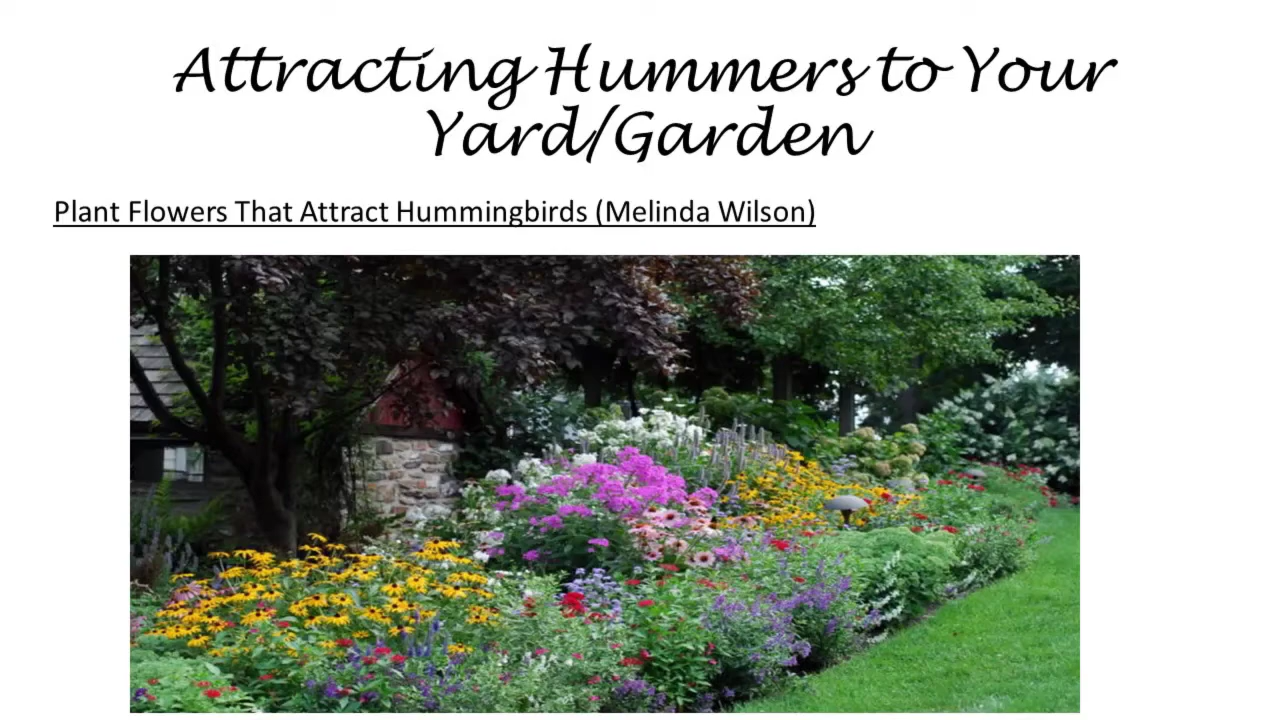 Attracting Hummers to Your
Yard/Garden
Plant Flowers That Attract Hummingbirds (Melinda Wilson)